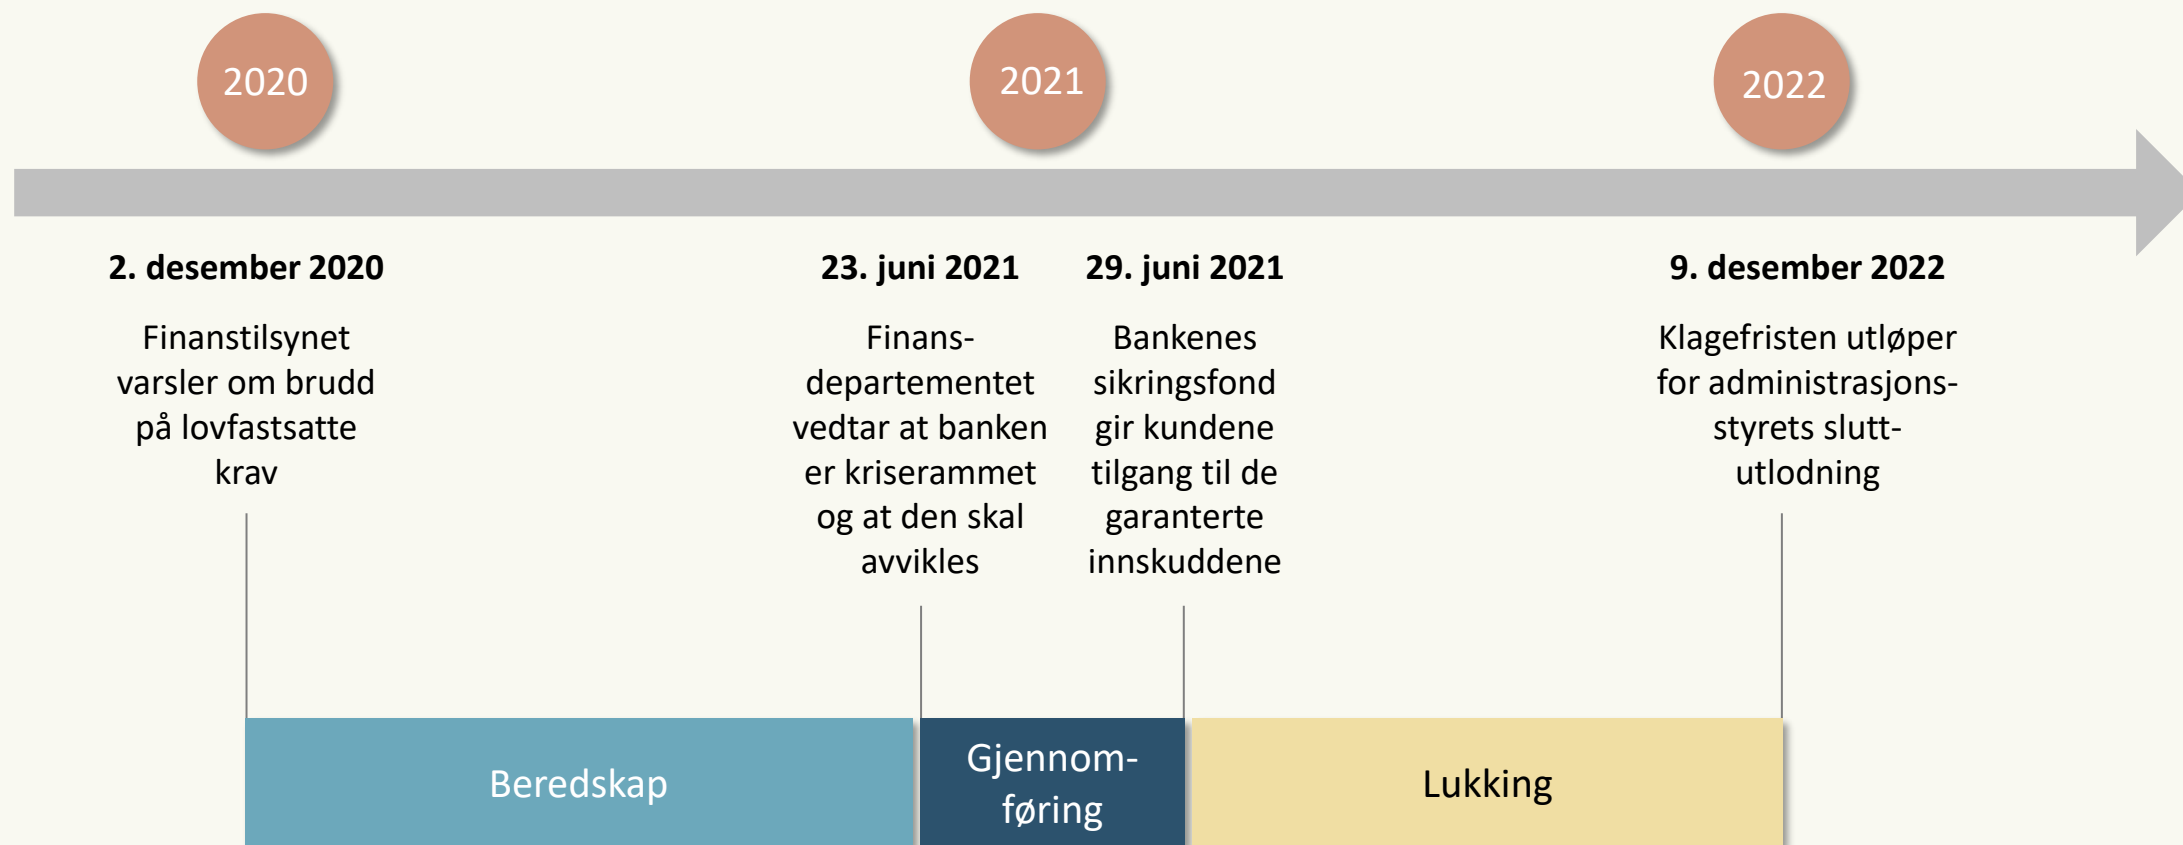 2020
2021
2022
2. desember 2020
Finanstilsynet
varsler om brudd
på lovfastsatte
krav
23. juni 2021
Finans-
departementet
vedtar at banken
er kriserammet
og at den skal
avvikles
29. juni 2021
Bankenes
sikringsfond
gir kundene
tilgang til de
garanterte
innskuddene
9. desember 2022
Klagefristen utløper
for administrasjons-
styrets slutt-
utlodning
Beredskap
Gjennom-
føring
Lukking